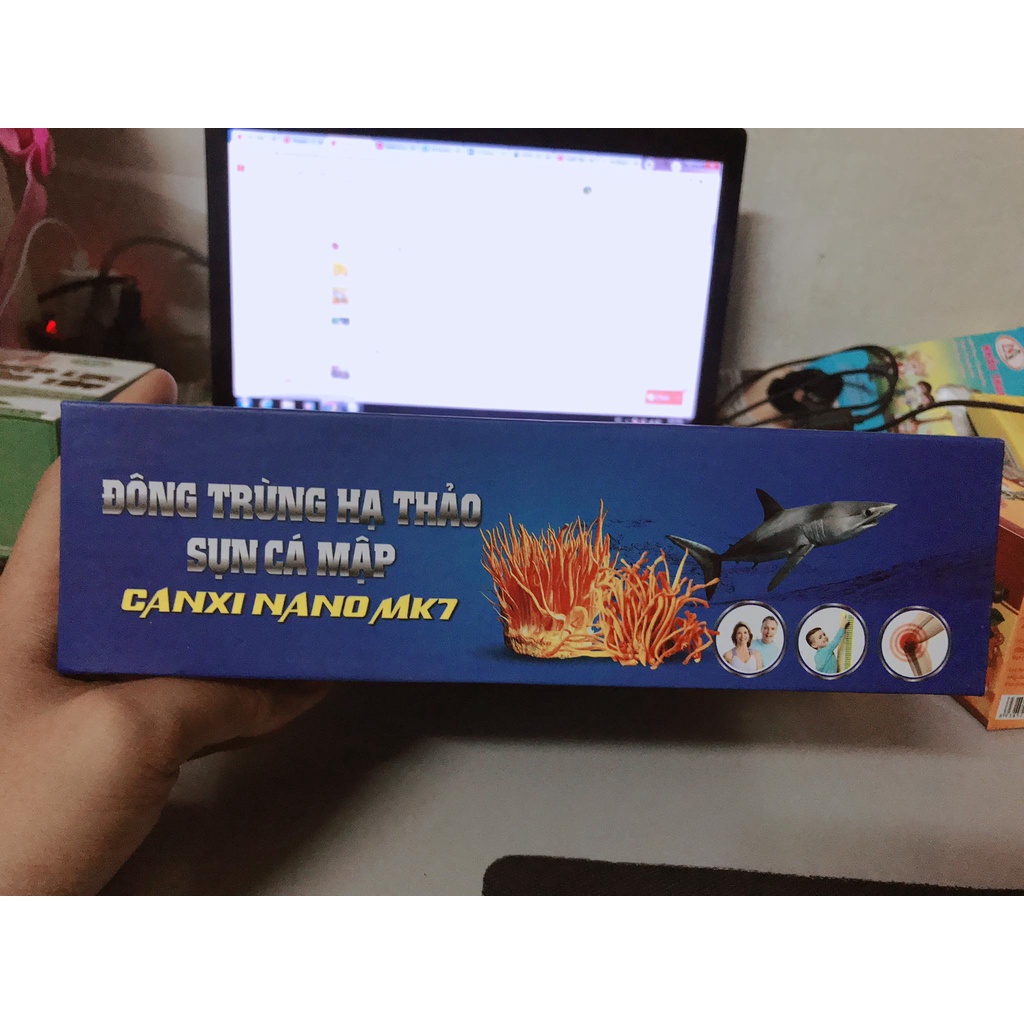 ĐÔNG TRÙNG HẠ THẢO
SỤN CÁ MẬP
CANXI NANO MK7